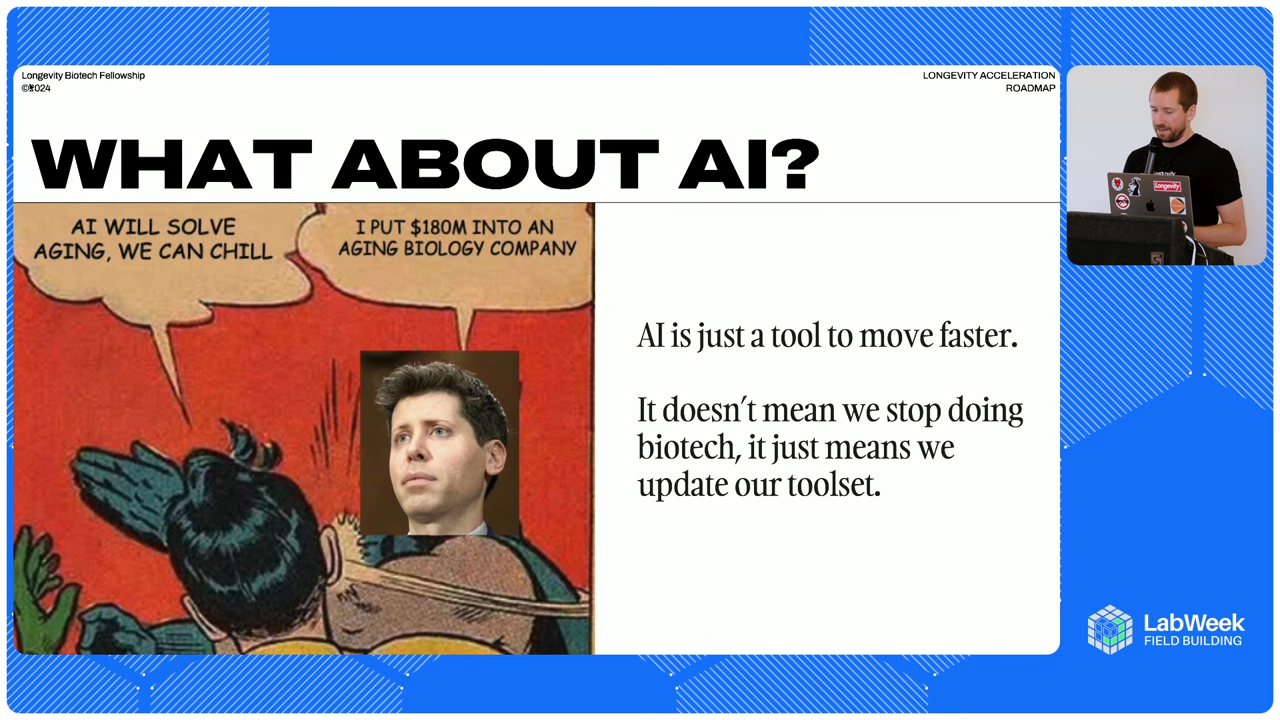 Longevity Biotech Fellowship
LONGEVITY ACCELERATION
ROADMAP
WHAT ABOUT AI?
AI WILL SOLVE
AGING, WE CAN CHILL
I PUT $180M INTO AN
AGING BIOLOGY COMPANY
AI is just a tool to move faster.
It doesn’t mean we stop doing
biotech, it just means we
update our toolset.
Longevity
LabWeek
FIELD BUILDING